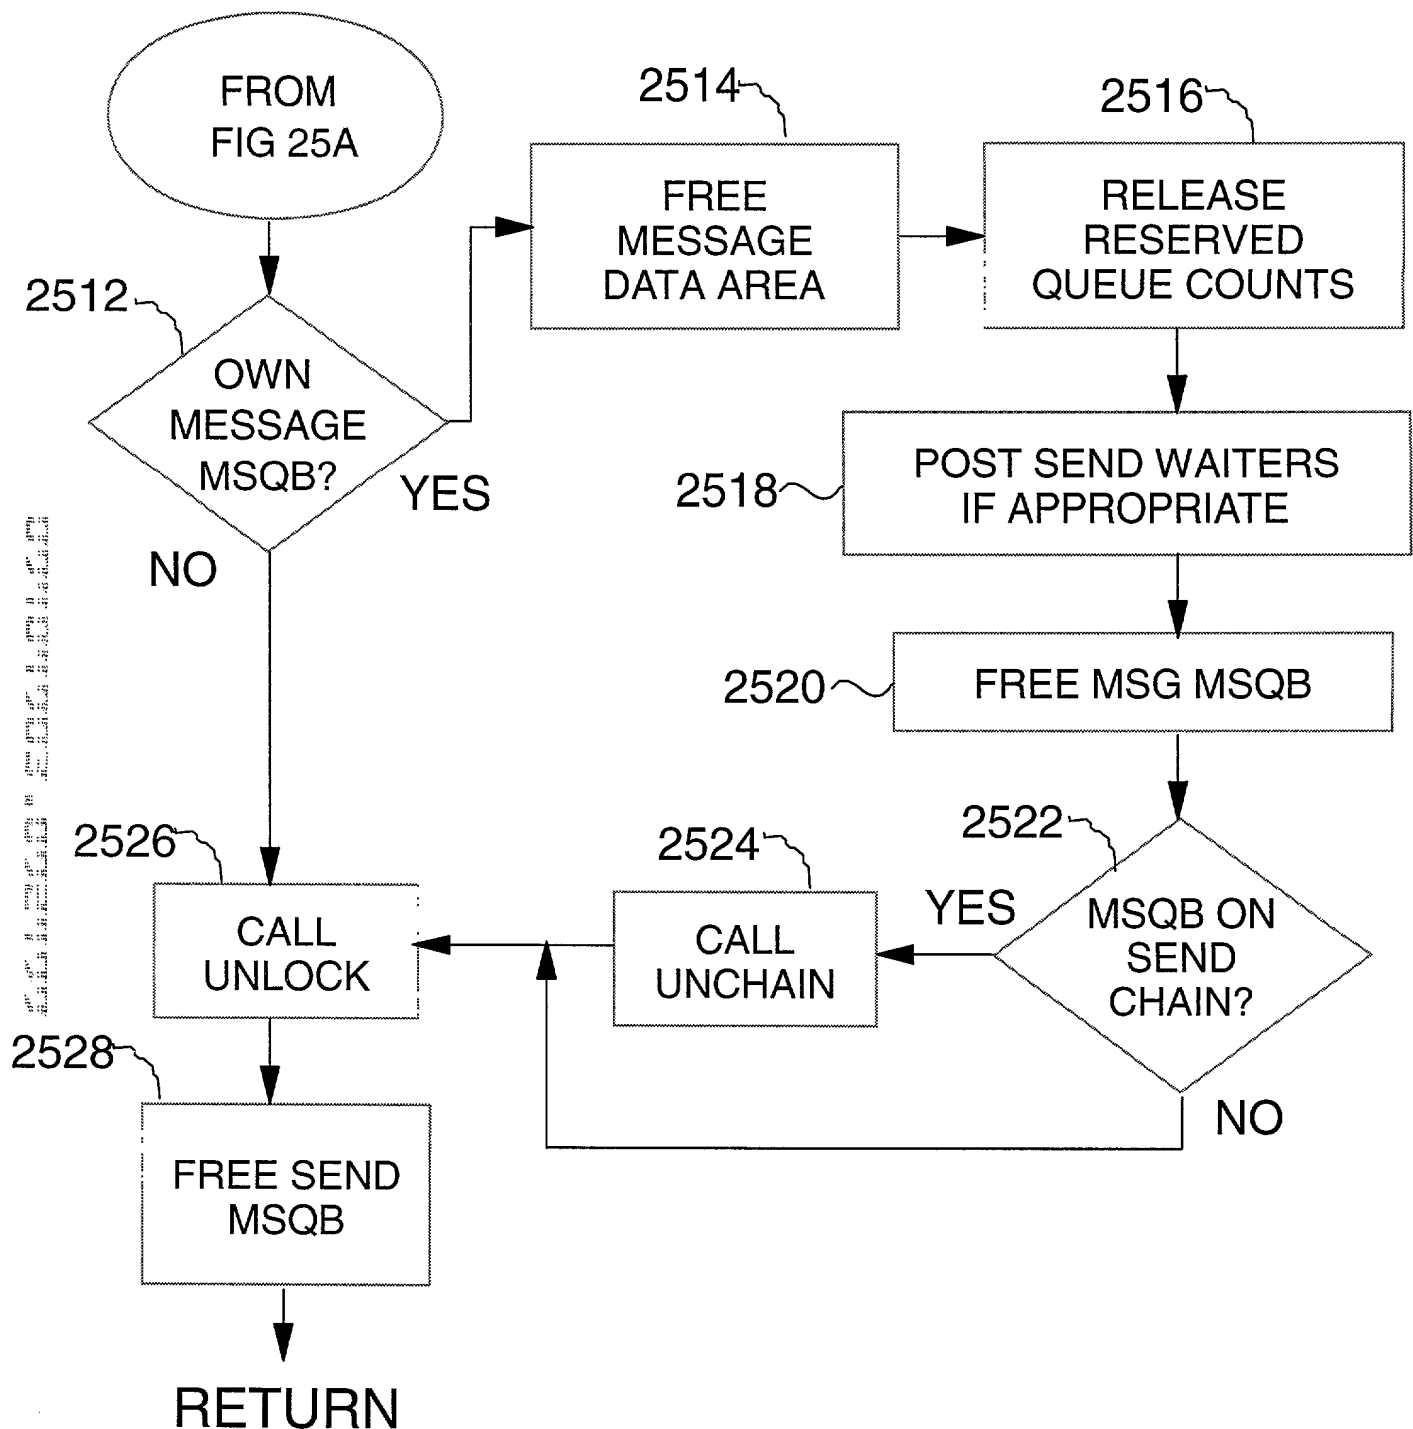 FROM
FIG 25A
2512
OWN
MESSAGE
MSQB?
YES
NO
2514
FREE
MESSAGE
DATA AREA
2516
RELEASE
RESERVED
QUEUE COUNTS
2518
POST SEND WAITERS
IF APPROPRIATE
2520
FREE MSG MSQB
2522
MSQB ON
SEND
CHAIN?
YES
NO
2524
CALL
UNCHAIN
2526
CALL
UNLOCK
2528
FREE SEND
MSQB
RETURN